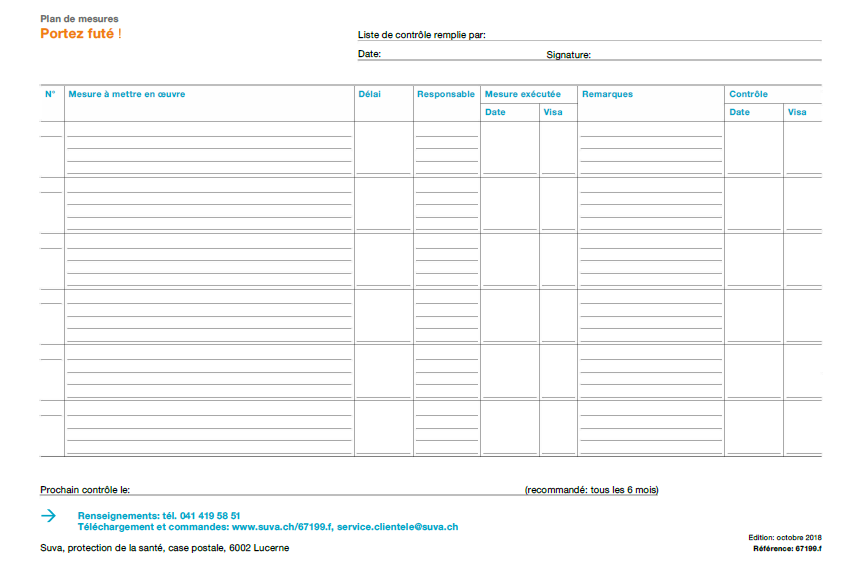 Plan de mesures
Portez futé !
Liste de contrôle remplie par:
Date: Signature:
N° Mesure à mettre en œuvre Délai Responsable Mesure exécutée Remarques Contrôle
Date Visa Date Visa
Prochain contrôle le: (recommandé: tous les 6 mois)
Renseignements: tél. 041 419 58 51
Téléchargement et commandes: www.suva.ch/67199.f, service.clientele@suva.ch
Suva, protection de la santé, case postale, 6002 Lucerne
Edition: octobre 2018
Référence: 67199.f